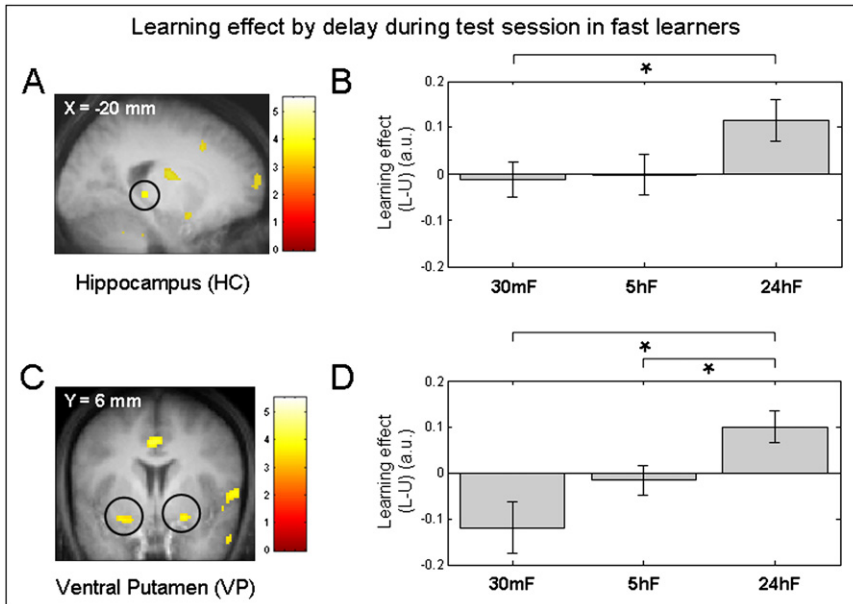 Learning effect by delay during test session in fast learners
A
X = -20 mm
5
4
3
2
1
0
Hippocampus (HC)
B
*
Learning effect
(L-U) (a.u.)
0.2
0.1
0
-0.1
-0.2
30mF 5hF 24hF
C
Y = 6 mm
5
4
3
2
1
0
Ventral Putamen (VP)
D
*
*
Learning effect
(L-U) (a.u.)
0.2
0.1
0
-0.1
-0.2
30mF 5hF 24hF